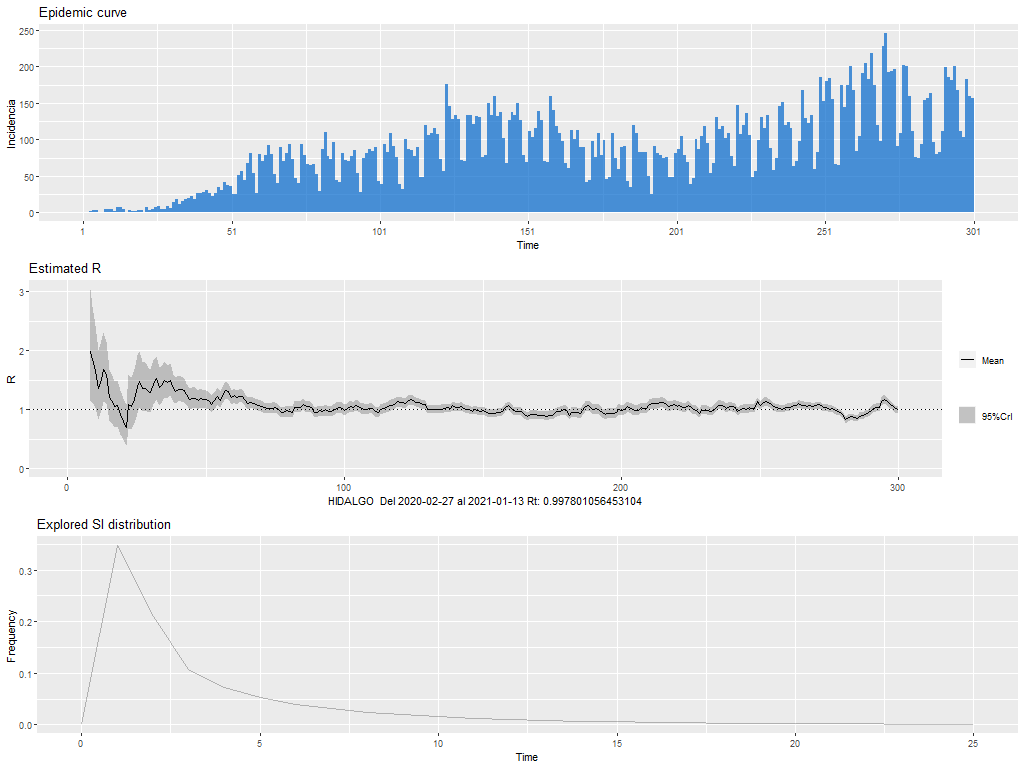 Epidemic curve
250
200
150
100
50
0
Incidencia
1 51 101 151 201 251 301
Time
Estimated R
3
2
1
0
R
Mean
95%CrI
0 100 200 300
HIDALGO Del 2020-02-27 al 2021-01-13 Rt: 0.997801056453104
Explored SI distribution
0.3
0.2
0.1
0.0
Frequency
0 5 10 15 20 25
Time